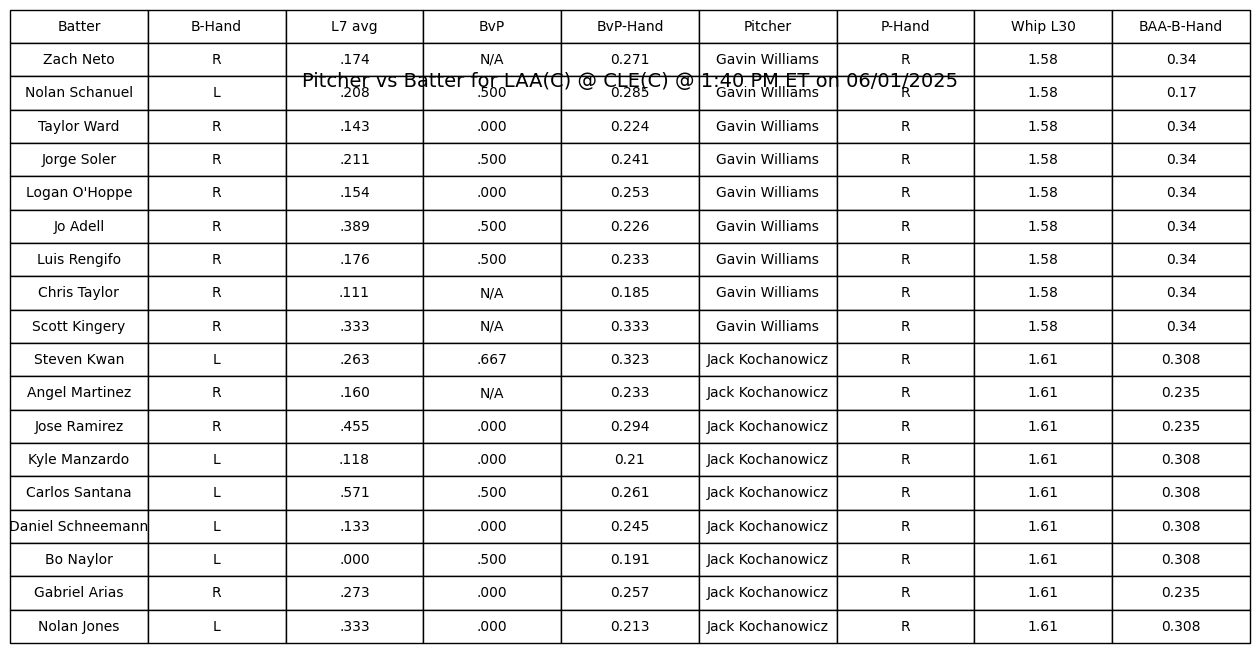 Batter B-Hand L7 avg BvP BvP-Hand Pitcher P-Hand Whip L30 BAA-B-Hand
Zach Neto R .174 N/A 0.271 Gavin Williams R 1.58 0.34
Pitcher vs Batter for LAA(C) @ CLE(C) @ 1:40 PM ET on 06/01/2025
Nolan Schanuel L .208 .500 0.285 Gavin Williams R 1.58 0.17
Taylor Ward R .143 .000 0.224 Gavin Williams R 1.58 0.34
Jorge Soler R .211 .500 0.241 Gavin Williams R 1.58 0.34
Logan O'Hoppe R .154 .000 0.253 Gavin Williams R 1.58 0.34
Jo Adell R .389 .500 0.226 Gavin Williams R 1.58 0.34
Luis Rengifo R .176 .500 0.233 Gavin Williams R 1.58 0.34
Chris Taylor R .111 N/A 0.185 Gavin Williams R 1.58 0.34
Scott Kingery R .333 N/A 0.333 Gavin Williams R 1.58 0.34
Steven Kwan L .263 .667 0.323 Jack Kochanowicz R 1.61 0.308
Angel Martinez R .160 N/A 0.233 Jack Kochanowicz R 1.61 0.235
Jose Ramirez R .455 .000 0.294 Jack Kochanowicz R 1.61 0.235
Kyle Manzardo L .118 .000 0.21 Jack Kochanowicz R 1.61 0.308
Carlos Santana L .571 .500 0.261 Jack Kochanowicz R 1.61 0.308
Daniel Schneemann L .133 .000 0.245 Jack Kochanowicz R 1.61 0.308
Bo Naylor L .000 .500 0.191 Jack Kochanowicz R 1.61 0.308
Gabriel Arias R .273 .000 0.257 Jack Kochanowicz R 1.61 0.235
Nolan Jones L .333 .000 0.213 Jack Kochanowicz R 1.61 0.308